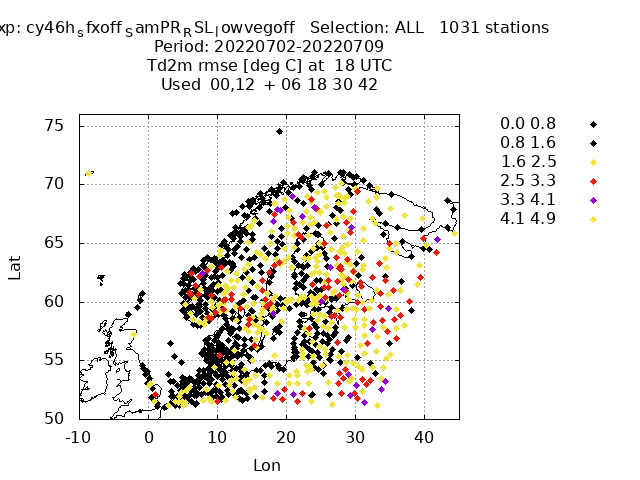 xp: cy46h_sfxoff_SamPR_RSL_lowvegoff Selection: ALL 1031 stations
Period: 20220702-20220709
Td2m rmse [deg C] at 18 UTC
Used 00,12 + 06 18 30 42
0.0 0.8
0.8 1.6
1.6 2.5
2.5 3.3
3.3 4.1
4.1 4.9
75
70
65
60
55
50
Lat
-10 0 10 20 30 40
Lon